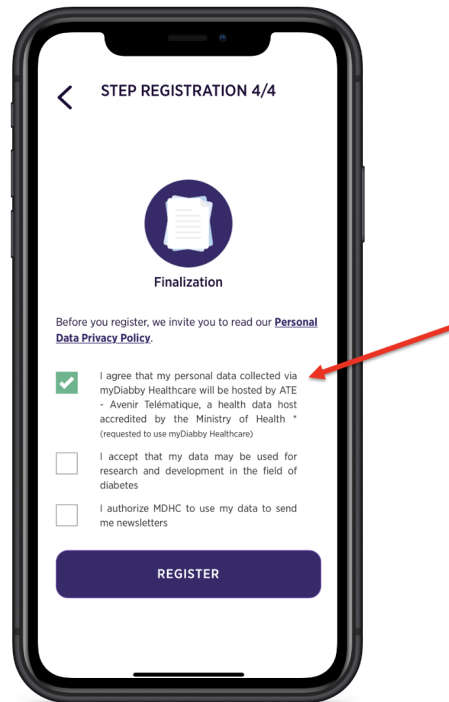 STEP REGISTRATION 4/4
Finalization
Before you register, we invite you to read our Personal
Data Privacy Policy.
I agree that my personal data collected via
myDiabby Healthcare will be hosted by ATE
- Avenir Telématique, a health data host
accredited by the Ministry of Health *
(requested to use myDiabby Healthcare)
I accept that my data may be used for
research and development in the field of
diabetes
I authorize MDHC to use my data to send
me newsletters
REGISTER